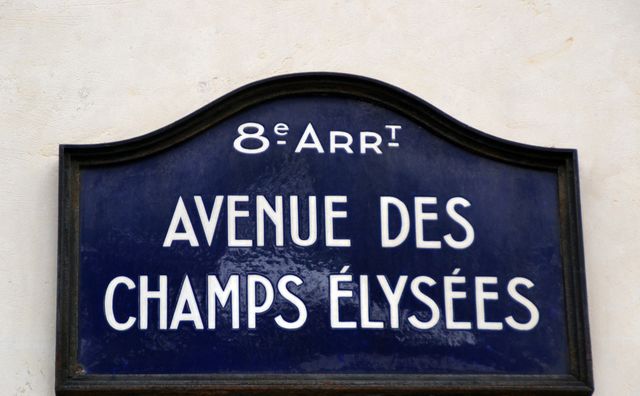 8e ARRT
AVENUE DES
CHAMPS ÉLYSÉES